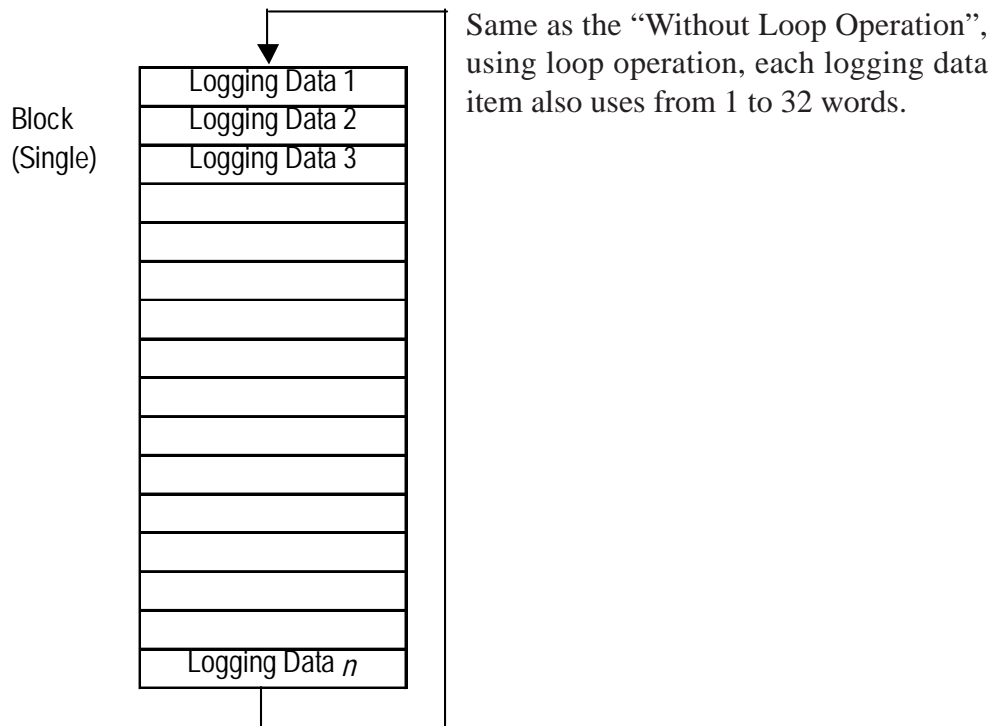 Same as the “Without Loop Operation”,
using loop operation, each logging data
item also uses from 1 to 32 words.
Block
(Single)
Logging Data 1
Logging Data 2
Logging Data 3
Logging Data n